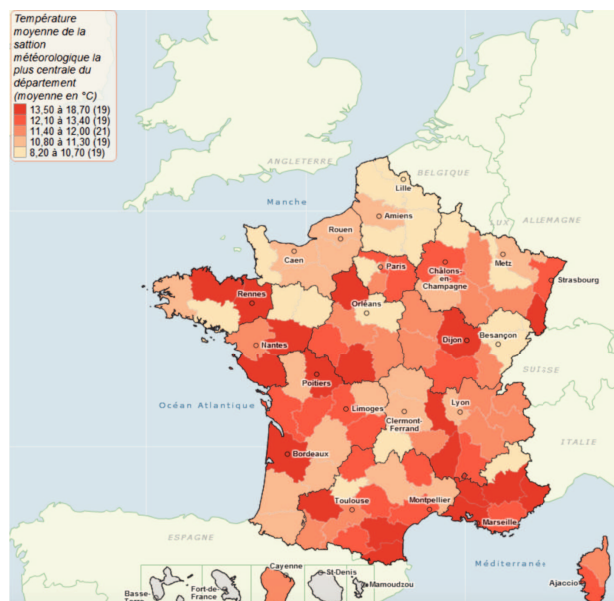 Température
moyenne de la
sattion
météorologique la
plus centrale du
département
(moyenne en °C)
13,50 à 18,70 (19)
12,10 à 13,40 (20)
11,40 à 12,00 (21)
10,80 à 11,30 (19)
8,20 à 10,70 (19)
ANGLETERRE
BELGIQUE
Lille
Manche
Amiens
LUX
ALLEMAGNE
Rouen
Caen
Paris
Metz
Châlons-
en-
Champagne
Strasbourg
Rennes
Orléans
Dijon
Besançon
Nantes
SUISSE
Poitiers
Océan Atlantique
Limoges
Lyon
Clermont-
Ferrand
ITALIE
Bordeaux
Toulouse
Montpellier
Marseille
ESPAGNE
Méditerranée
Cayenne
St-Denis
Ajaccio
Basse-
Terre
Fort-de-
France
Mamoudzou